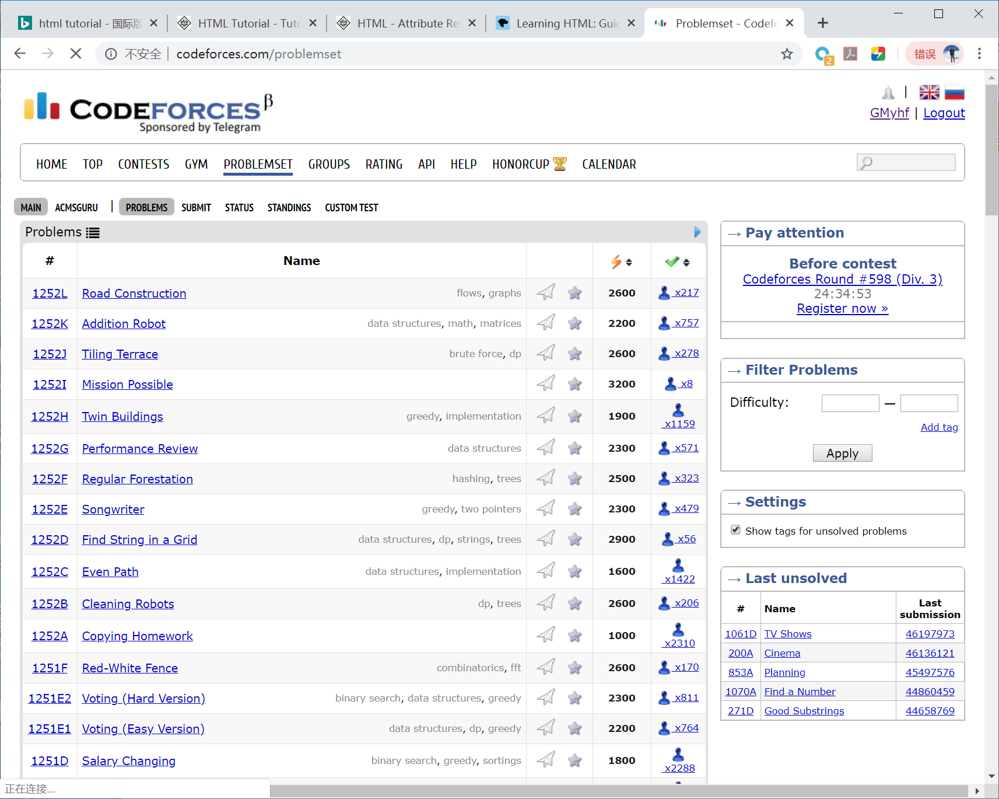 html tutorial - 国际版
HTML Tutorial - Tuto
HTML - Attribute Ref
Learning HTML: Guid
Problemset - Codefo
不安全 codeforces.com/problemset
2
错误
CODEFORCES β
Sponsored by Telegram
|
GMyhf | Logout
HOME TOP CONTESTS GYM PROBLEMSET GROUPS RATING API HELP HONORCUP CALENDAR
MAIN ACMSGURU | PROBLEMS SUBMIT STATUS STANDINGS CUSTOM TEST
Problems
# Name
1252L Road Construction flows, graphs 2600 x217
1252K Addition Robot data structures, math, matrices 2200 x757
1252J Tiling Terrace brute force, dp 2600 x278
1252I Mission Possible 3200 x8
1252H Twin Buildings greedy, implementation 1900 x1159
1252G Performance Review data structures 2300 x571
1252F Regular Forestation hashing, trees 2500 x323
1252E Songwriter greedy, two pointers 2300 x479
1252D Find String in a Grid data structures, dp, strings, trees 2900 x56
1252C Even Path data structures, implementation 1600 x1422
1252B Cleaning Robots dp, trees 2600 x206
1252A Copying Homework 1000 x2310
1251F Red-White Fence combinatorics, fft 2600 x170
1251E2 Voting (Hard Version) binary search, data structures, greedy 2300 x811
1251E1 Voting (Easy Version) data structures, dp, greedy 2200 x764
1251D Salary Changing binary search, greedy, sortings 1800 x2288
→ Pay attention
Before contest
Codeforces Round #598 (Div. 3)
24:34:53
Register now »
→ Filter Problems
Difficulty: —
Add tag
Apply
→ Settings
Show tags for unsolved problems
→ Last unsolved
# Name Last submission
1061D TV Shows 46197973
200A Cinema 46136121
853A Planning 45497576
1070A Find a Number 44860459
271D Good Substrings 44658769
正在连接...